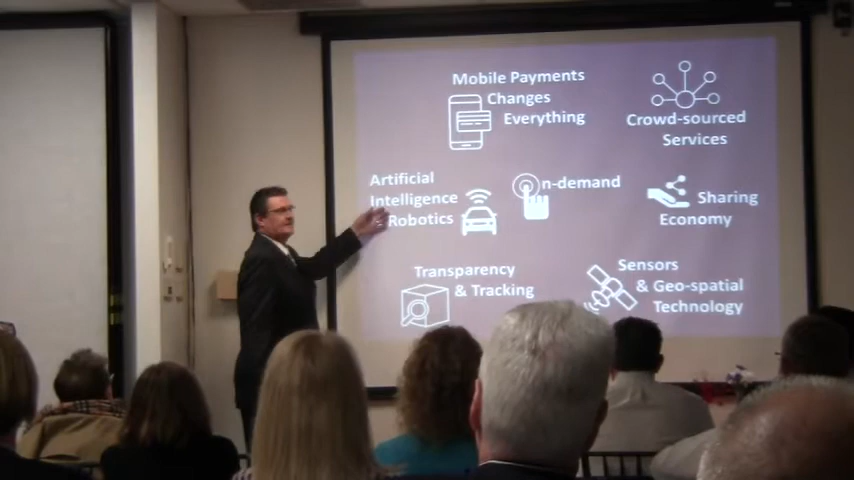 Mobile Payments
Changes
Everything
Crowd-sourced
Services
Artificial
Intelligence
Robotics
n-demand
Sharing
Economy
Transparency
& Tracking
Sensors
& Geo-spatial
Technology